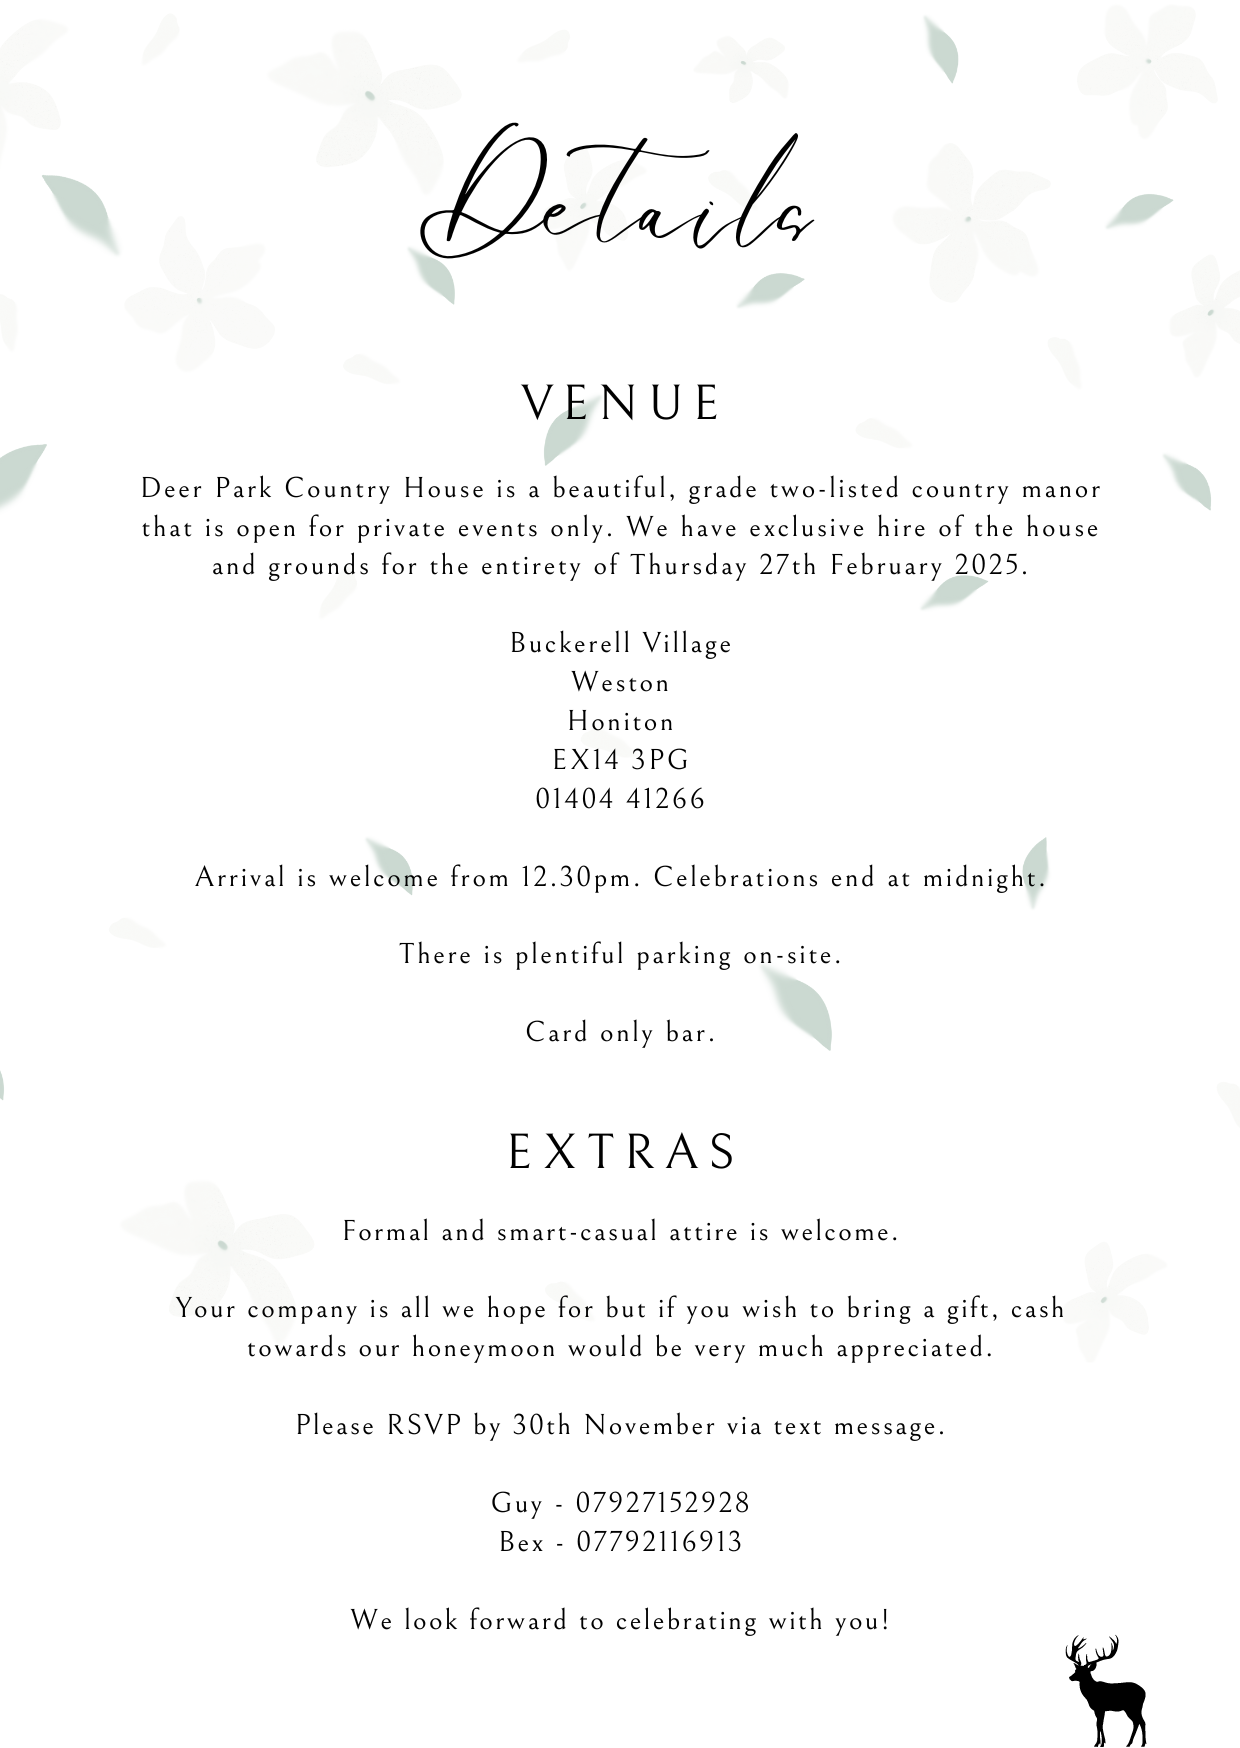 Details
VENUE
Deer Park Country House is a beautiful, grade two-listed country manor
that is open for private events only. We have exclusive hire of the house
and grounds for the entirety of Thursday 27th February 2025.
Buckerell Village
Weston
Honiton
EX14 3PG
01404 41266
Arrival is welcome from 12.30pm. Celebrations end at midnight.
There is plentiful parking on-site.
Card only bar.
EXTRAS
Formal and smart-casual attire is welcome.
Your company is all we hope for but if you wish to bring a gift, cash
towards our honeymoon would be very much appreciated.
Please RSVP by 30th November via text message.
Guy - 07927152928
Bex - 07792116913
We look forward to celebrating with you!